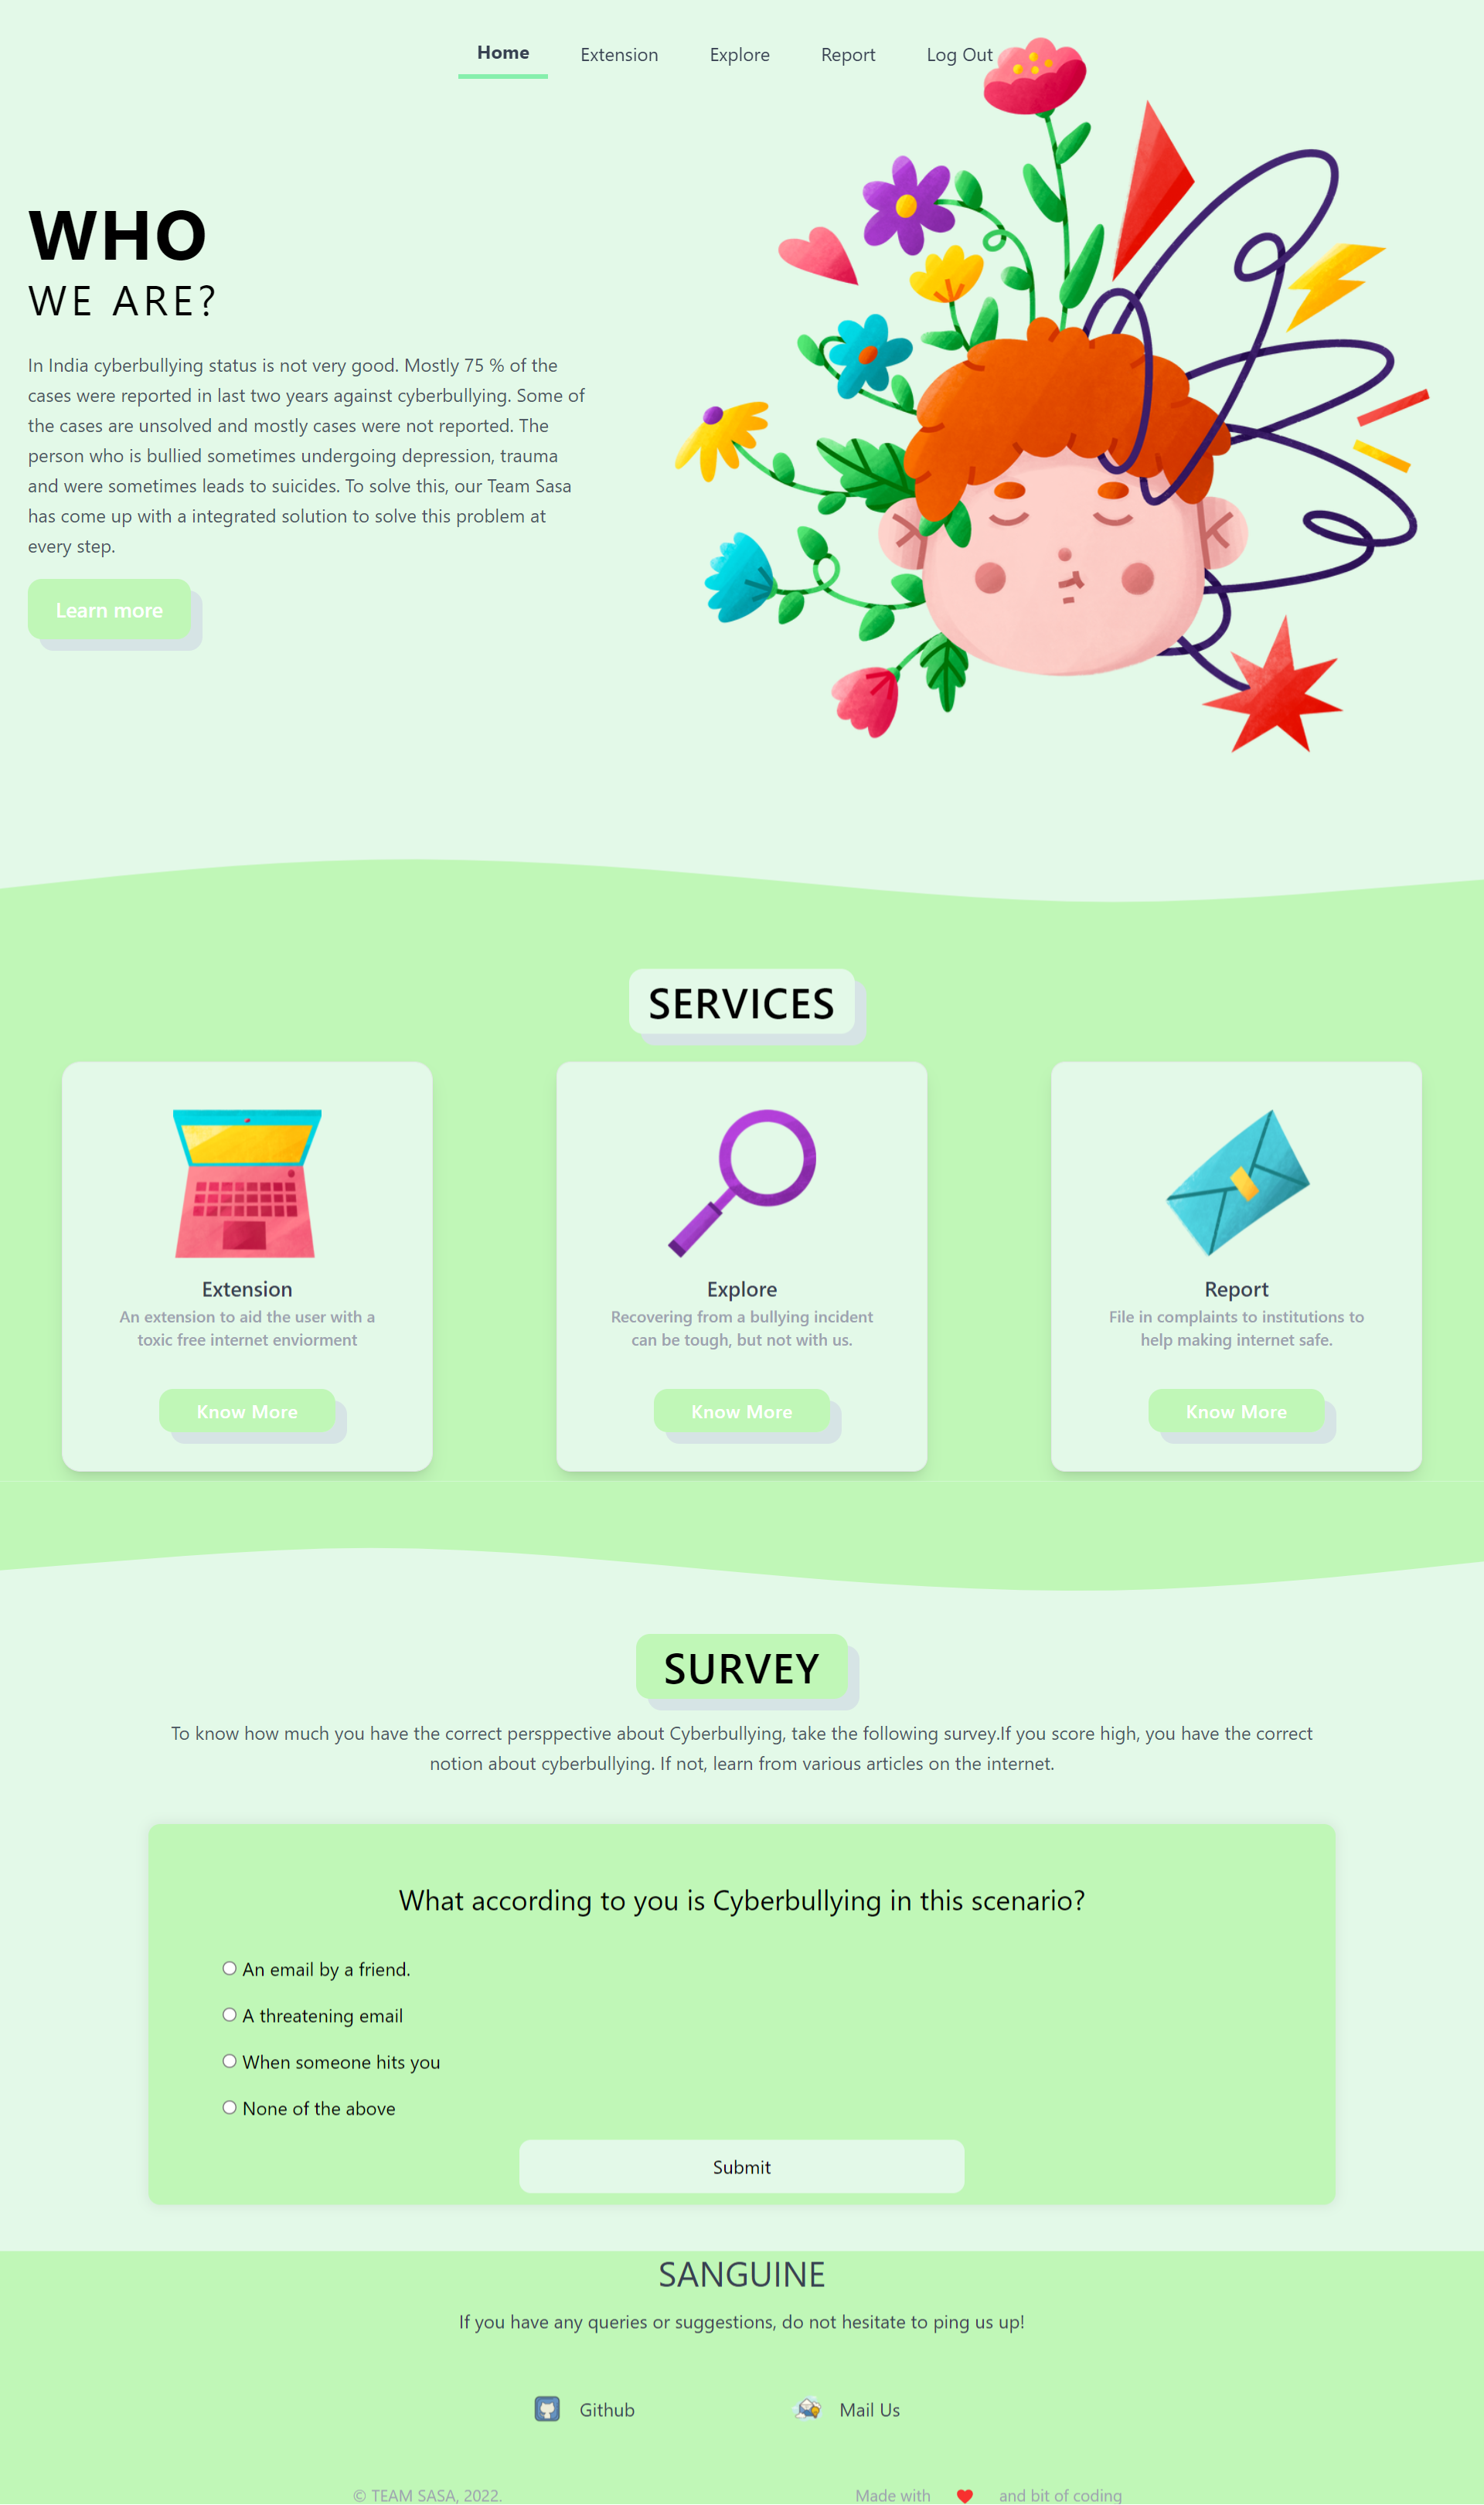 Home Extension Explore Report Log Out
WHO
WE ARE?
In India cyberbullying status is not very good. Mostly 75 % of the
cases were reported in last two years against cyberbullying. Some of
the cases are unsolved and mostly cases were not reported. The
person who is bullied sometimes undergoing depression, trauma
and were sometimes leads to suicides. To solve this, our Team Sasa
has come up with a integrated solution to solve this problem at
every step.
Learn more
SERVICES
Extension
An extension to aid the user with a
toxic free internet enviorment
Know More
Explore
Recovering from a bullying incident
can be tough, but not with us.
Know More
Report
File in complaints to institutions to
help making internet safe.
Know More
SURVEY
To know how much you have the correct persppective about Cyberbullying, take the following survey.If you score high, you have the correct
notion about cyberbullying. If not, learn from various articles on the internet.
What according to you is Cyberbullying in this scenario?
An email by a friend.
A threatening email
When someone hits you
None of the above
Submit
SANGUINE
If you have any queries or suggestions, do not hesitate to ping us up!
Github Mail Us
© TEAM SASA, 2022. Made with ❤ and bit of coding